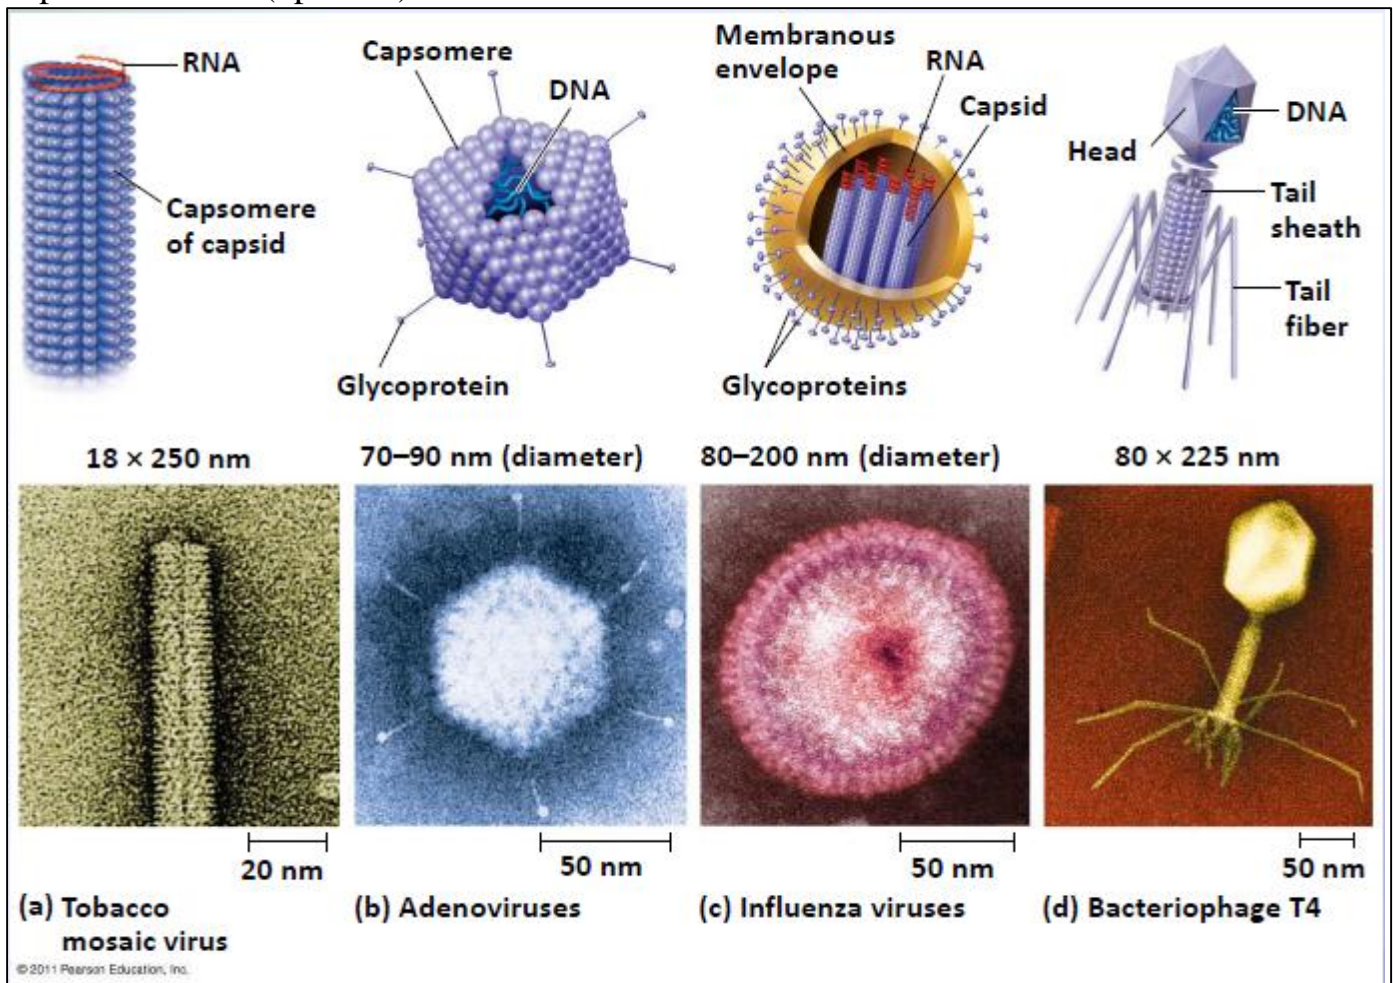 RNA
Capsomere
of capsid
Capsomere
DNA
Glycoprotein
Membranous
envelope
RNA
Capsid
Glycoproteins
Head
DNA
Tail
sheath
Tail
fiber
18 × 250 nm
70–90 nm (diameter)
80–200 nm (diameter)
80 × 225 nm
20 nm
50 nm
50 nm
50 nm
(a) Tobacco
mosaic virus
(b) Adenoviruses
(c) Influenza viruses
(d) Bacteriophage T4
© 2011 Pearson Education, Inc.